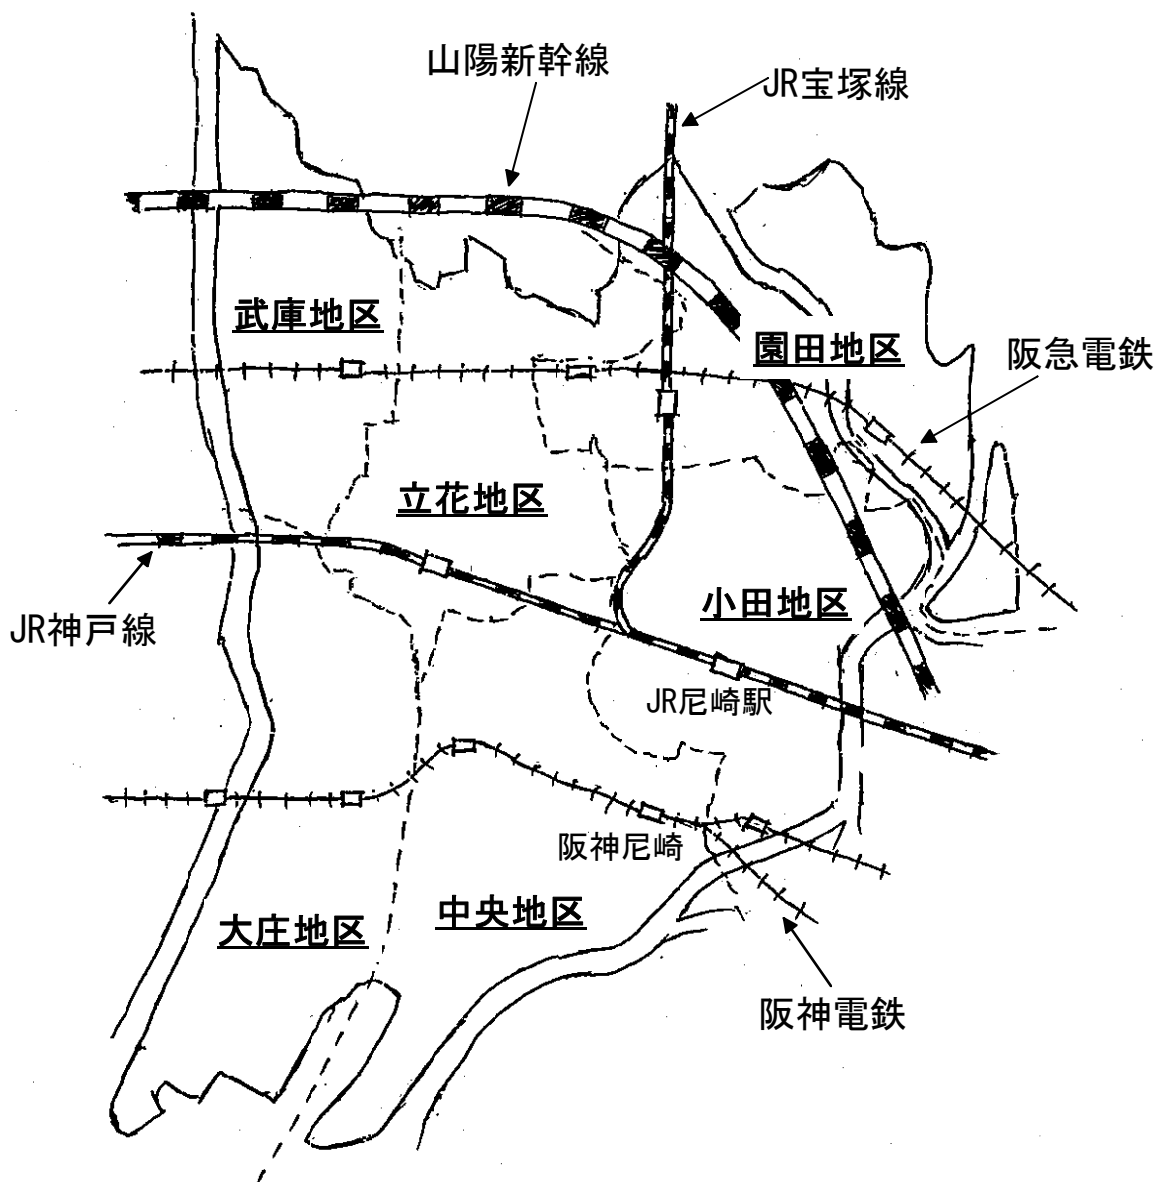 山陽新幹線
JR宝塚線
武庫地区
園田地区
阪急電鉄
立花地区
小田地区
JR神戸線
JR尼崎駅
阪神尼崎
大庄地区
中央地区
阪神電鉄